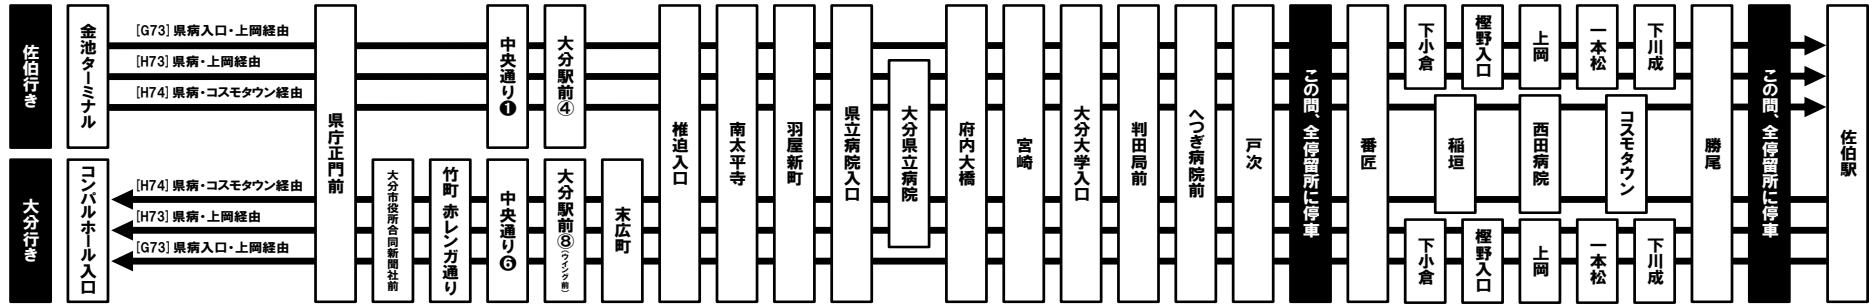 佐伯行き
金池ターミナル
[G73] 県病入口・上岡経由
[H73] 県病・上岡経由
[H74] 県病・コスモタウン経由
大分行き
コンパルホール入口
[H74] 県病・コスモタウン経由
[H73] 県病・上岡経由
[G73] 県病入口・上岡経由
県庁正門前
大分市役所合同新聞社前
竹町 赤レンガ通り
中央通り❶
中央通り❻
大分駅前④
大分駅前⑧(ウイング前)
末広町
椎迫入口
南太平寺
羽屋新町
県立病院入口
大分県立病院
府内大橋
宮崎
大分大学入口
判田局前
へつぎ病院前
戸次
この間、全停留所に停車
番匠
下小倉
樫野入口
上岡
一本松
下川成
稲垣
西田病院
コスモタウン
下小倉
樫野入口
上岡
一本松
下川成
勝尾
この間、全停留所に停車
佐伯駅